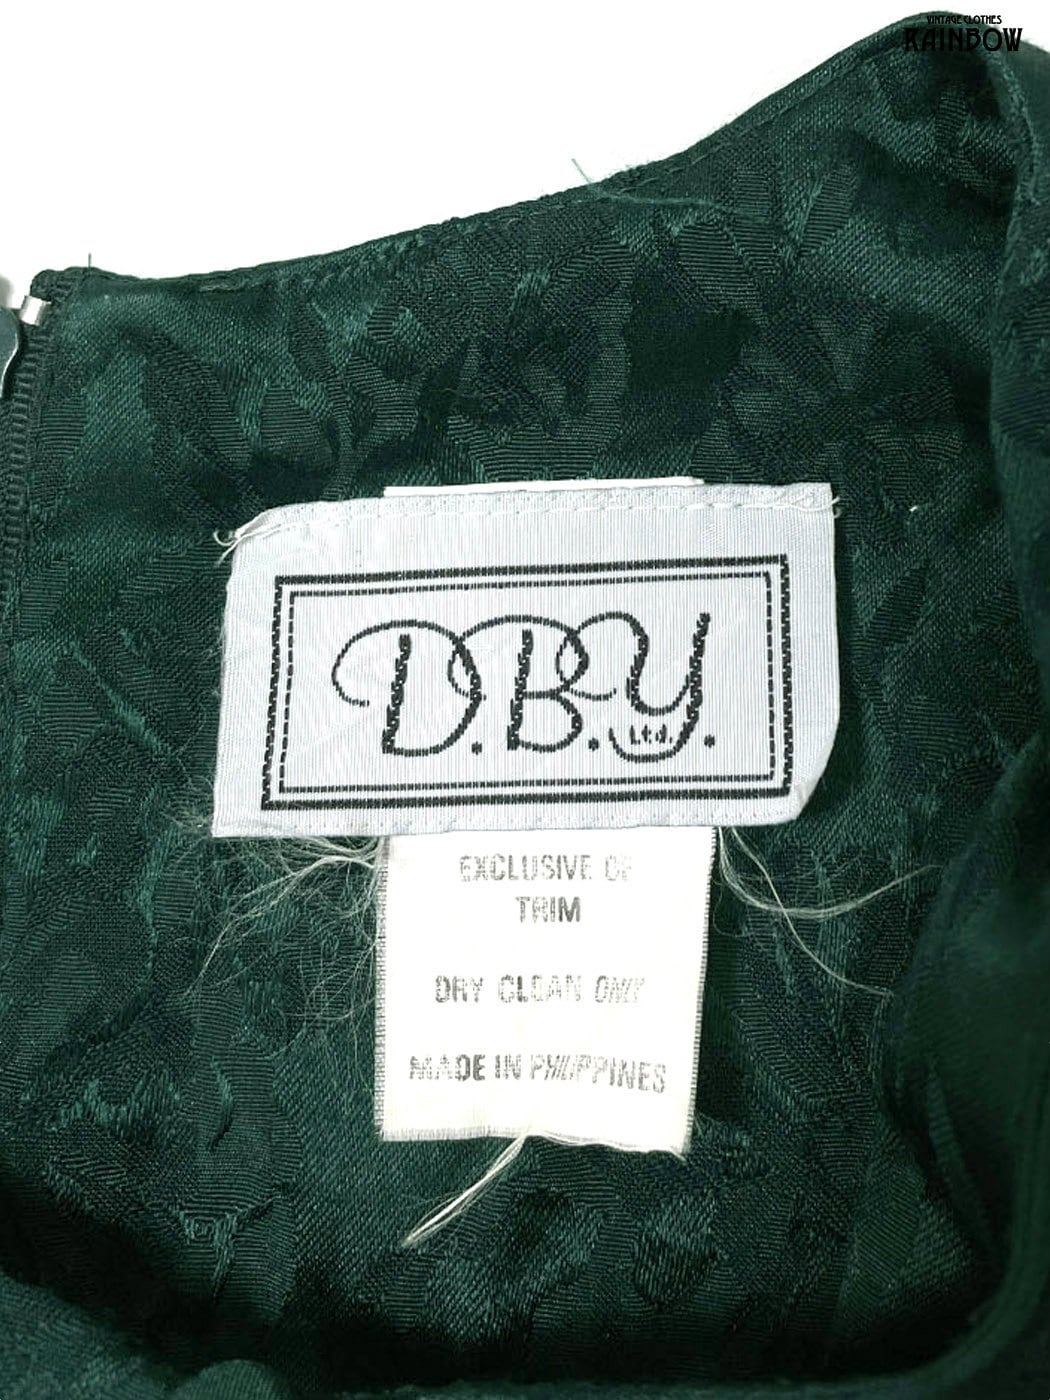 VINTAGE CLOTHES
RAINBOW
D.B.Y.
Ltd.
EXCLUSIVE OF
TRIM
DRY CLEAN ONLY
MADE IN PHILIPPINES